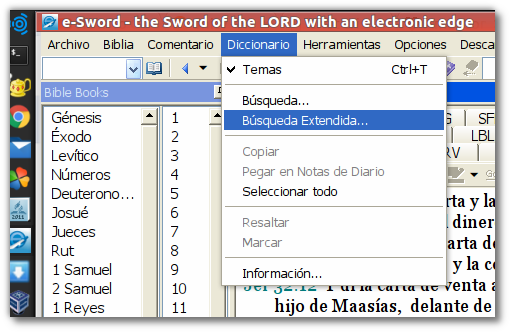 e-Sword - the Sword of the LORD with an electronic edge
Archivo Biblia Comentario Diccionario Herramientas Opciones Desca
Bible Books
Génesis
Éxodo
Levítico
Números
Deuterono...
Josué
Jueces
Rut
1 Samuel
2 Samuel
1 Reyes
1
2
3
4
5
6
7
8
9
10
11
Temas Ctrl+T
Búsqueda...
Búsqueda Extendida...
Copiar
Pegar en Notas de Diario
Seleccionar todo
Resaltar
Marcar
Información...
SF
LBL
RV
rta y la
diner
arta de
y la co
Jer 32:12 Y di la carta de venta a
hijo de Maasías, delante de